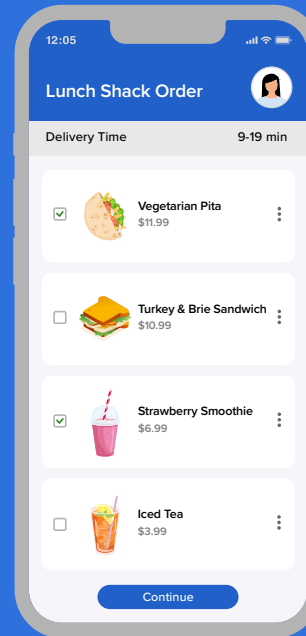 12:05
Lunch Shack Order
Delivery Time 9-19 min
Vegetarian Pita
$11.99
Turkey & Brie Sandwich
$10.99
Strawberry Smoothie
$6.99
Iced Tea
$3.99
Continue